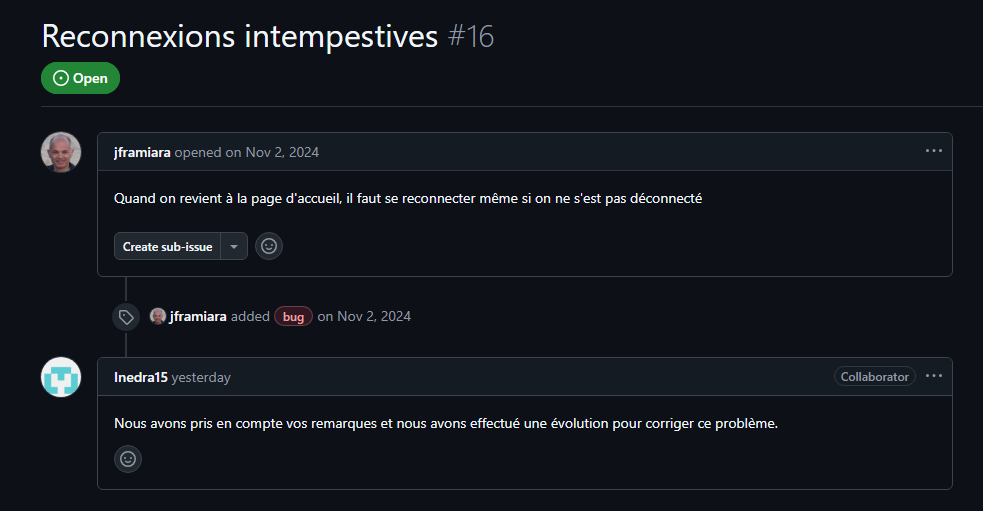 Reconnexions intempestives #16
Open
jframiara opened on Nov 2, 2024
Quand on revient à la page d'accueil, il faut se reconnecter même si on ne s'est pas déconnecté
Create sub-issue
jframiara added bug on Nov 2, 2024
Inedra15 yesterday Collaborator
Nous avons pris en compte vos remarques et nous avons effectué une évolution pour corriger ce problème.